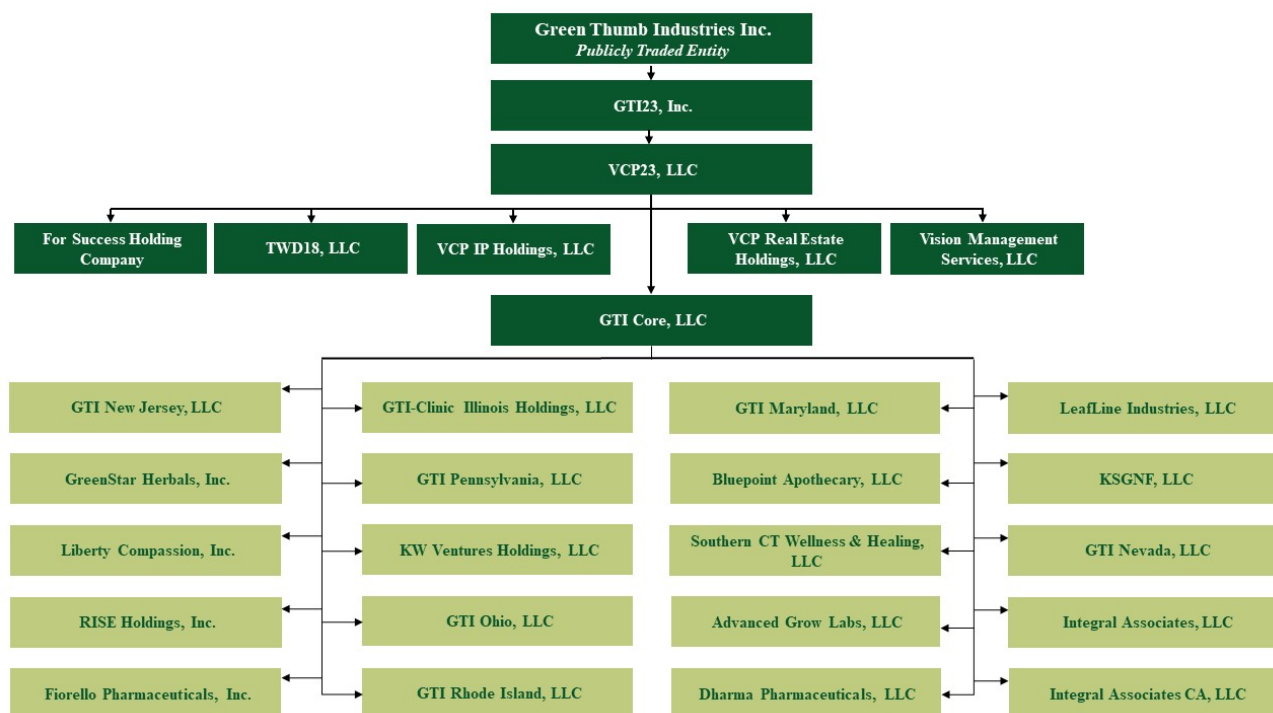 Green Thumb Industries Inc.
Publicly Traded Entity
GTI23, Inc.
VCP23, LLC
For Success Holding
Company
TWD18, LLC
VCP IP Holdings, LLC
VCP Real Estate
Holdings, LLC
Vision Management
Services, LLC
GTI Core, LLC
GTI New Jersey, LLC
GTI-Clinic Illinois Holdings, LLC
GTI Maryland, LLC
LeafLine Industries, LLC
GreenStar Herbals, Inc.
GTI Pennsylvania, LLC
Bluepoint Apothecary, LLC
KSGNF, LLC
Liberty Compassion, Inc.
KW Ventures Holdings, LLC
Southern CT Wellness & Healing,
LLC
GTI Nevada, LLC
RISE Holdings, Inc.
GTI Ohio, LLC
Advanced Grow Labs, LLC
Integral Associates, LLC
Fiorello Pharmaceuticals, Inc.
GTI Rhode Island, LLC
Dharma Pharmaceuticals, LLC
Integral Associates CA, LLC